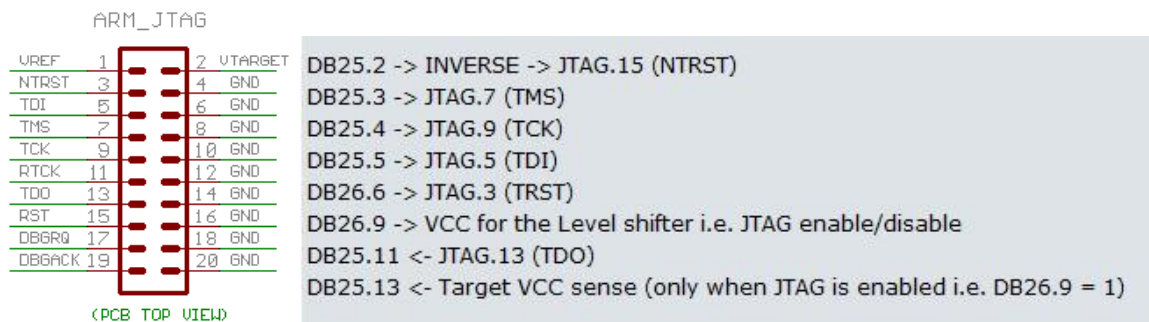 ARM_JTAG
VREF 1 2 VTARGET
NTRST 3 4 GND
TDI 5 6 GND
TMS 7 8 GND
TCK 9 10 GND
RTCK 11 12 GND
TDO 13 14 GND
RST 15 16 GND
DBGRQ 17 18 GND
DBGACK 19 20 GND
(PCB TOP VIEW)
DB25.2 -> INVERSE -> JTAG.15 (NTRST)
DB25.3 -> JTAG.7 (TMS)
DB25.4 -> JTAG.9 (TCK)
DB25.5 -> JTAG.5 (TDI)
DB26.6 -> JTAG.3 (TRST)
DB26.9 -> VCC for the Level shifter i.e. JTAG enable/disable
DB25.11 <- JTAG.13 (TDO)
DB25.13 <- Target VCC sense (only when JTAG is enabled i.e. DB26.9 = 1)